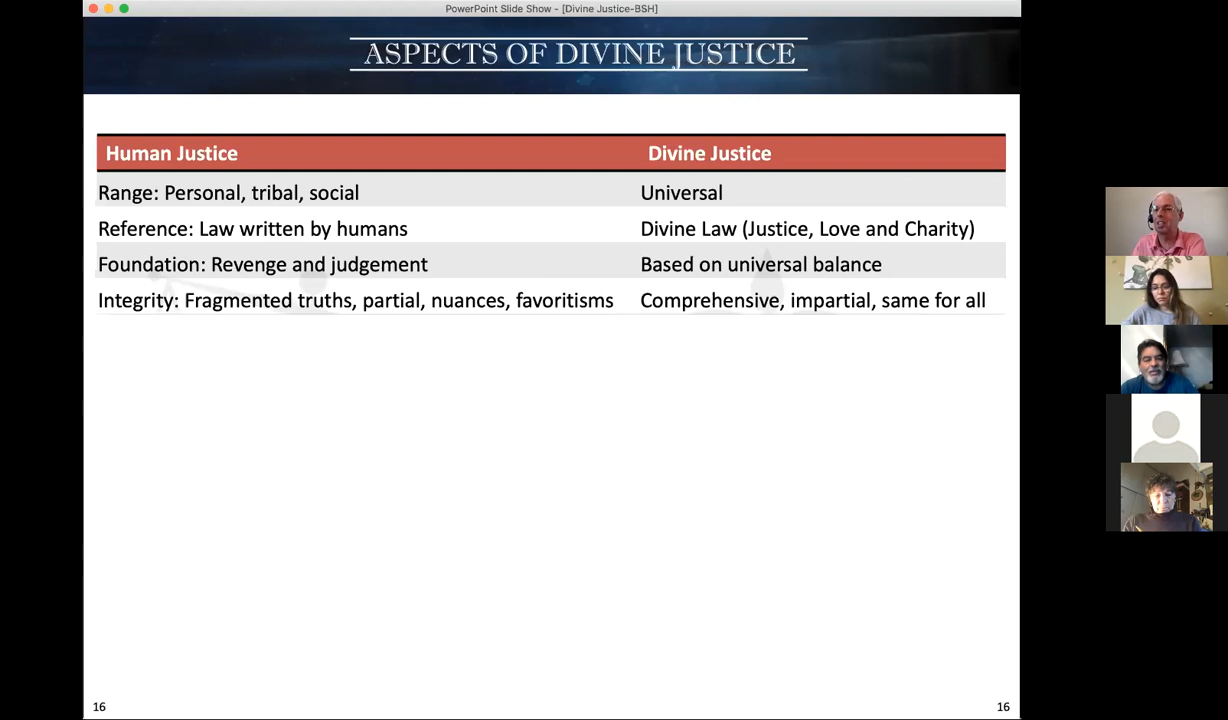 PowerPoint Slide Show - [Divine Justice-BSH]
ASPECTS OF DIVINE JUSTICE
Human Justice Divine Justice
Range: Personal, tribal, social Universal
Reference: Law written by humans Divine Law (Justice, Love and Charity)
Foundation: Revenge and judgement Based on universal balance
Integrity: Fragmented truths, partial, nuances, favoritisms Comprehensive, impartial, same for all
16 16